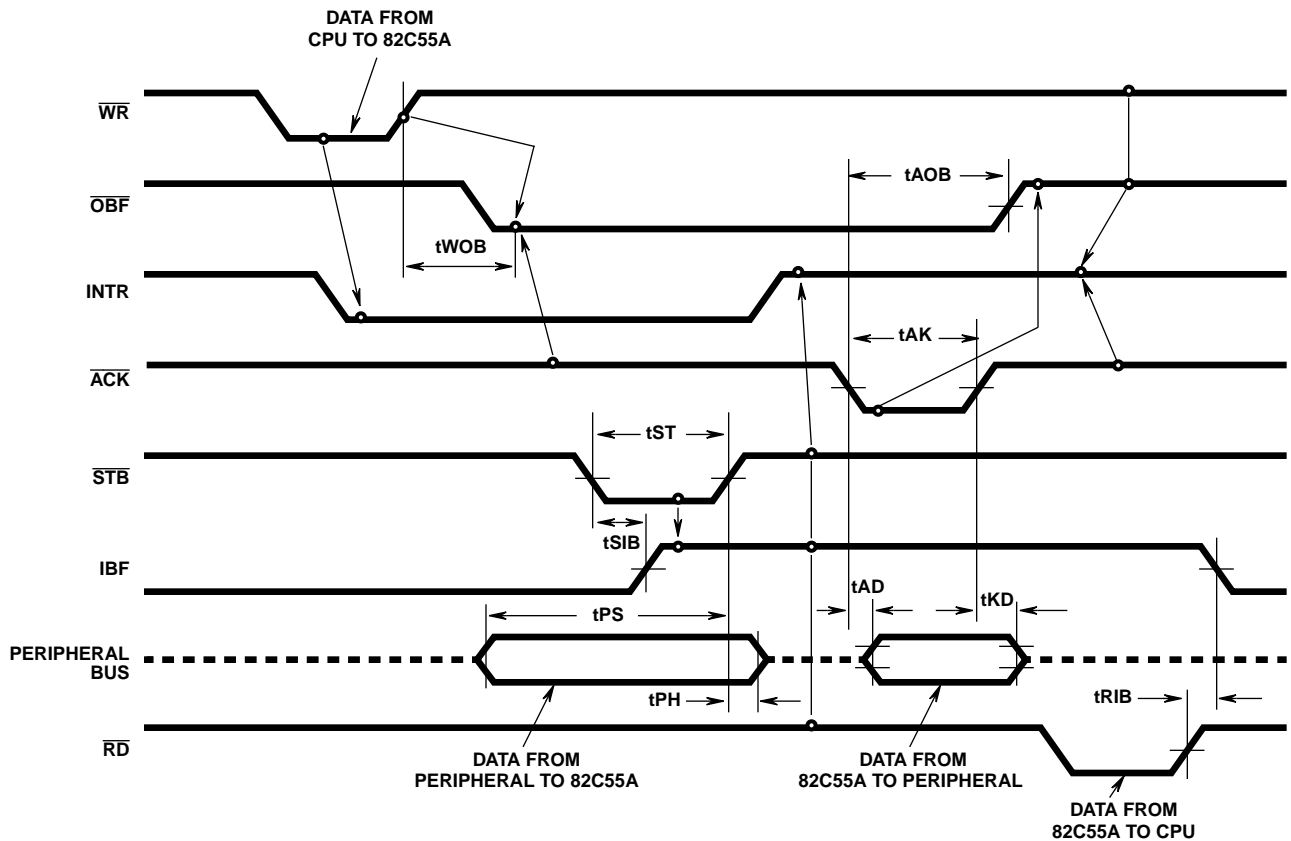 DATA FROM
CPU TO 82C55A
WR
tAOB
OBF
tWOB
INTR
tAK
ACK
tST
STB
tSIB
IBF
tAD
tKD
tPS
PERIPHERAL
BUS
tPH
tRIB
RD
DATA FROM
PERIPHERAL TO 82C55A
DATA FROM
82C55A TO PERIPHERAL
DATA FROM
82C55A TO CPU